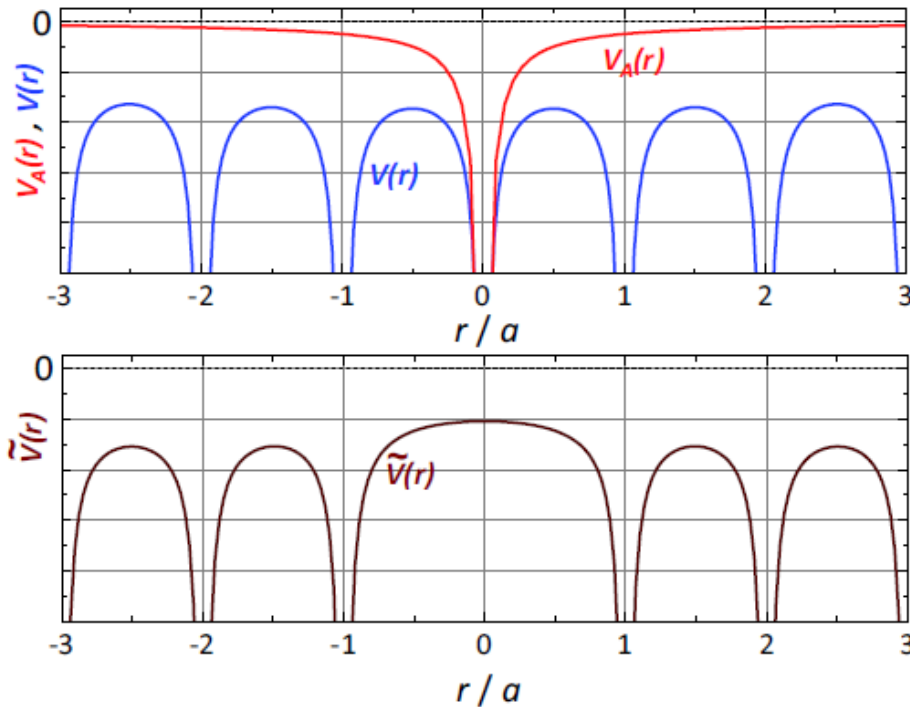 0
V_A(r)
V_A(r) , V(r)
V(r)
-3 -2 -1 0 1 2 3
r / a
0
Ṽ(r)
Ṽ(r)
-3 -2 -1 0 1 2 3
r / a